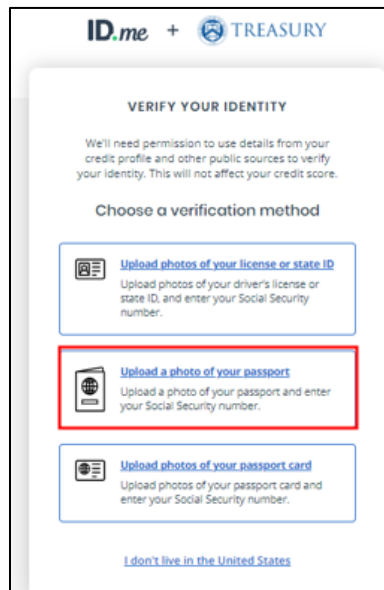 ID.me + TREASURY
VERIFY YOUR IDENTITY
We'll need permission to use details from your
credit profile and other public sources to verify
your identity. This will not affect your credit score.
Choose a verification method
Upload photos of your license or state ID
Upload photos of your driver's license or
state ID, and enter your Social Security
number.
Upload a photo of your passport
Upload a photo of your passport and enter
your Social Security number.
Upload photos of your passport card
Upload photos of your passport card and
enter your Social Security number.
I don't live in the United States